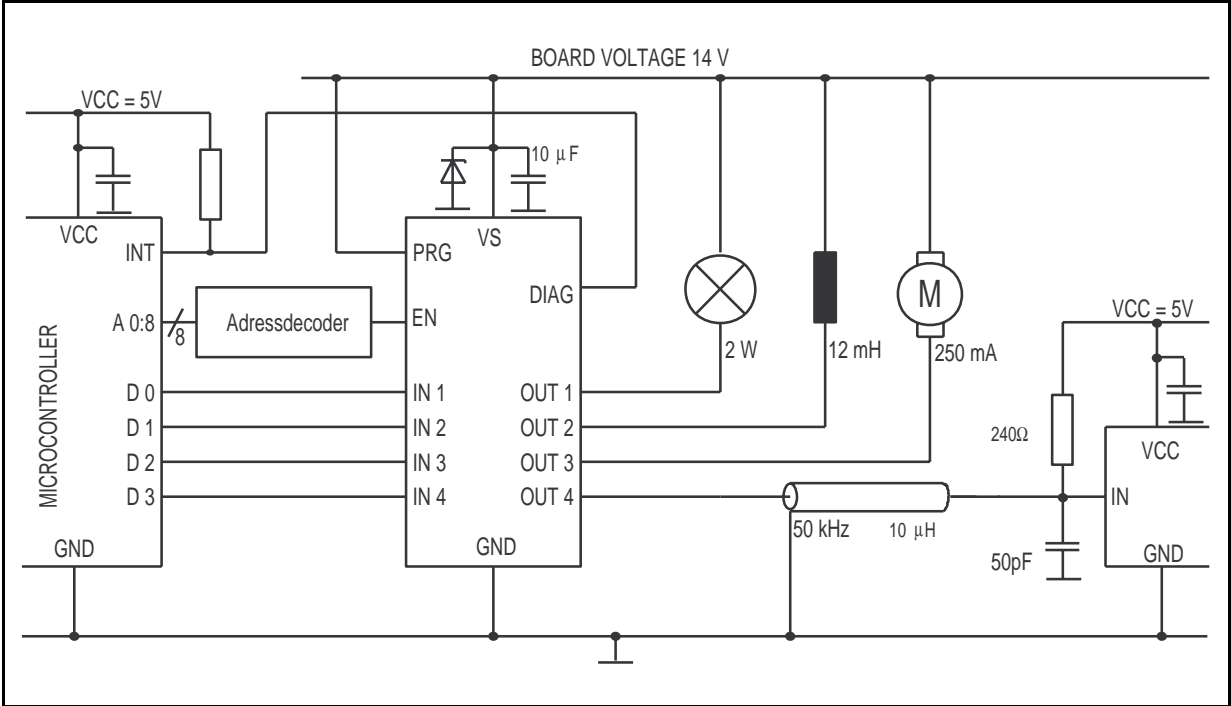 BOARD VOLTAGE 14 V
VCC = 5V
10 μF
VCC
VS
INT
PRG
DIAG
M
A 0:8
8
Adressdecoder
EN
VCC = 5V
2 W
12 mH
250 mA
MICROCONTROLLER
D 0
IN 1
OUT 1
D 1
IN 2
OUT 2
240Ω
VCC
D 2
IN 3
OUT 3
D 3
IN 4
OUT 4
IN
50 kHz
10 μH
GND
GND
50pF
GND